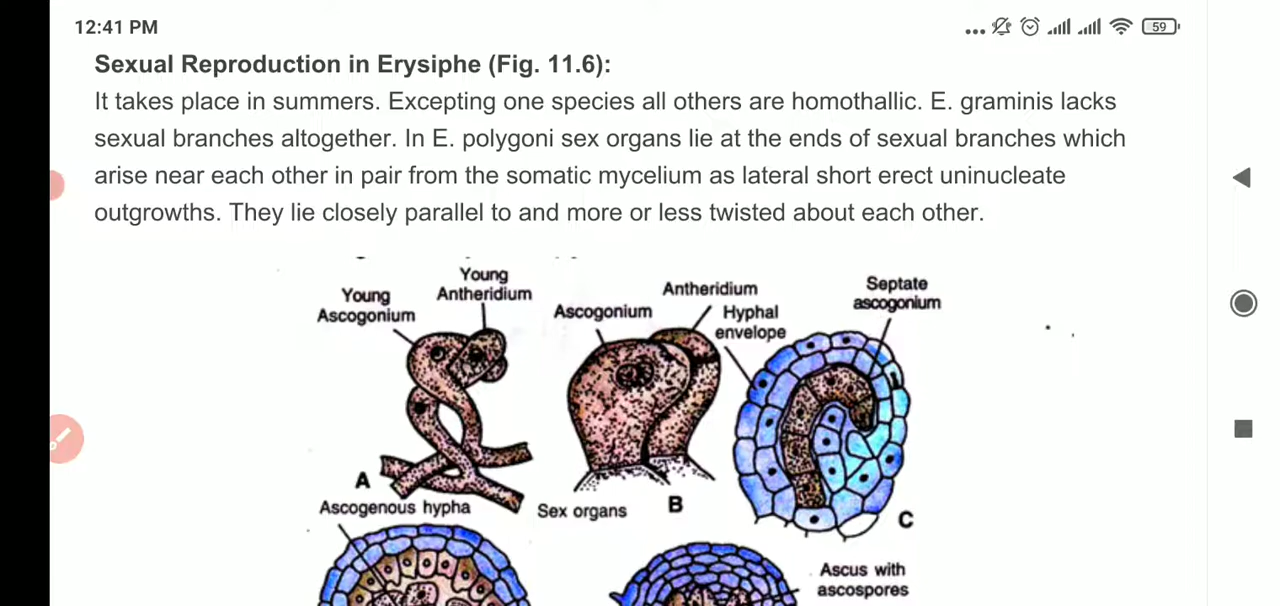 12:41 PM
59
Sexual Reproduction in Erysiphe (Fig. 11.6):
It takes place in summers. Excepting one species all others are homothallic. E. graminis lacks
sexual branches altogether. In E. polygoni sex organs lie at the ends of sexual branches which
arise near each other in pair from the somatic mycelium as lateral short erect uninucleate
outgrowths. They lie closely parallel to and more or less twisted about each other.
Young
Ascogonium
Young
Antheridium
Ascogonium
Antheridium
Hyphal
envelope
Septate
ascogonium
A
Sex organs
B
C
Ascogenous hypha
Ascus with
ascospores